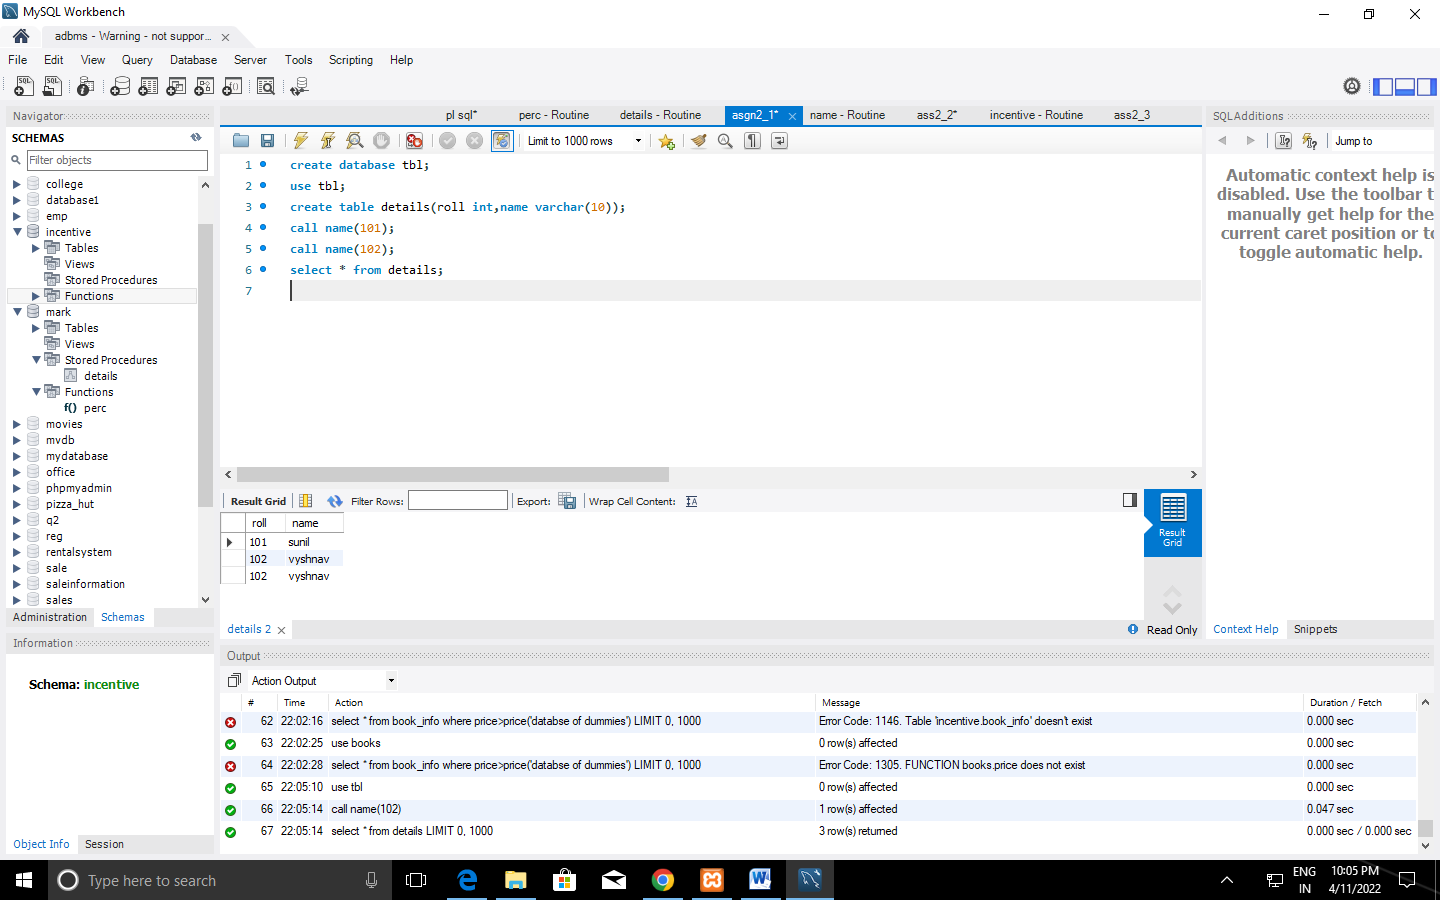 MySQL Workbench
adbms - Warning - not suppor...
File Edit View Query Database Server Tools Scripting Help
Navigator
SCHEMAS
Filter objects
college
database1
emp
incentive
Tables
Views
Stored Procedures
Functions
mark
Tables
Views
Stored Procedures
details
Functions
f() perc
movies
mvdb
mydatabase
office
phpmyadmin
pizza_hut
q2
reg
rentalsystem
sale
saleinformation
sales
Administration Schemas
Information
Schema: incentive
Object Info Session
pl sql* perc - Routine details - Routine asgn2_1* name - Routine ass2_2* incentive - Routine ass2_3
Limit to 1000 rows
1 create database tbl;
2 use tbl;
3 create table details(roll int,name varchar(10));
4 call name(101);
5 call name(102);
6 select * from details;
7
Result Grid Filter Rows: Export: Wrap Cell Content:
roll name
101 sunil
102 vyshnav
102 vyshnav
Result
Grid
details 2 Read Only
SQLAdditions
Jump to
Automatic context help is
disabled. Use the toolbar t
manually get help for the
current caret position or to
toggle automatic help.
Context Help Snippets
Output
Action Output
# Time Action Message Duration / Fetch
62 22:02:16 select * from book_info where price>price('databse of dummies') LIMIT 0, 1000 Error Code: 1146. Table 'incentive.book_info' doesn't exist 0.000 sec
63 22:02:25 use books 0 row(s) affected 0.000 sec
64 22:02:28 select * from book_info where price>price('databse of dummies') LIMIT 0, 1000 Error Code: 1305. FUNCTION books.price does not exist 0.000 sec
65 22:05:10 use tbl 0 row(s) affected 0.000 sec
66 22:05:14 call name(102) 1 row(s) affected 0.047 sec
67 22:05:14 select * from details LIMIT 0, 1000 3 row(s) returned 0.000 sec / 0.000 sec
Type here to search
ENG
IN
10:05 PM
4/11/2022